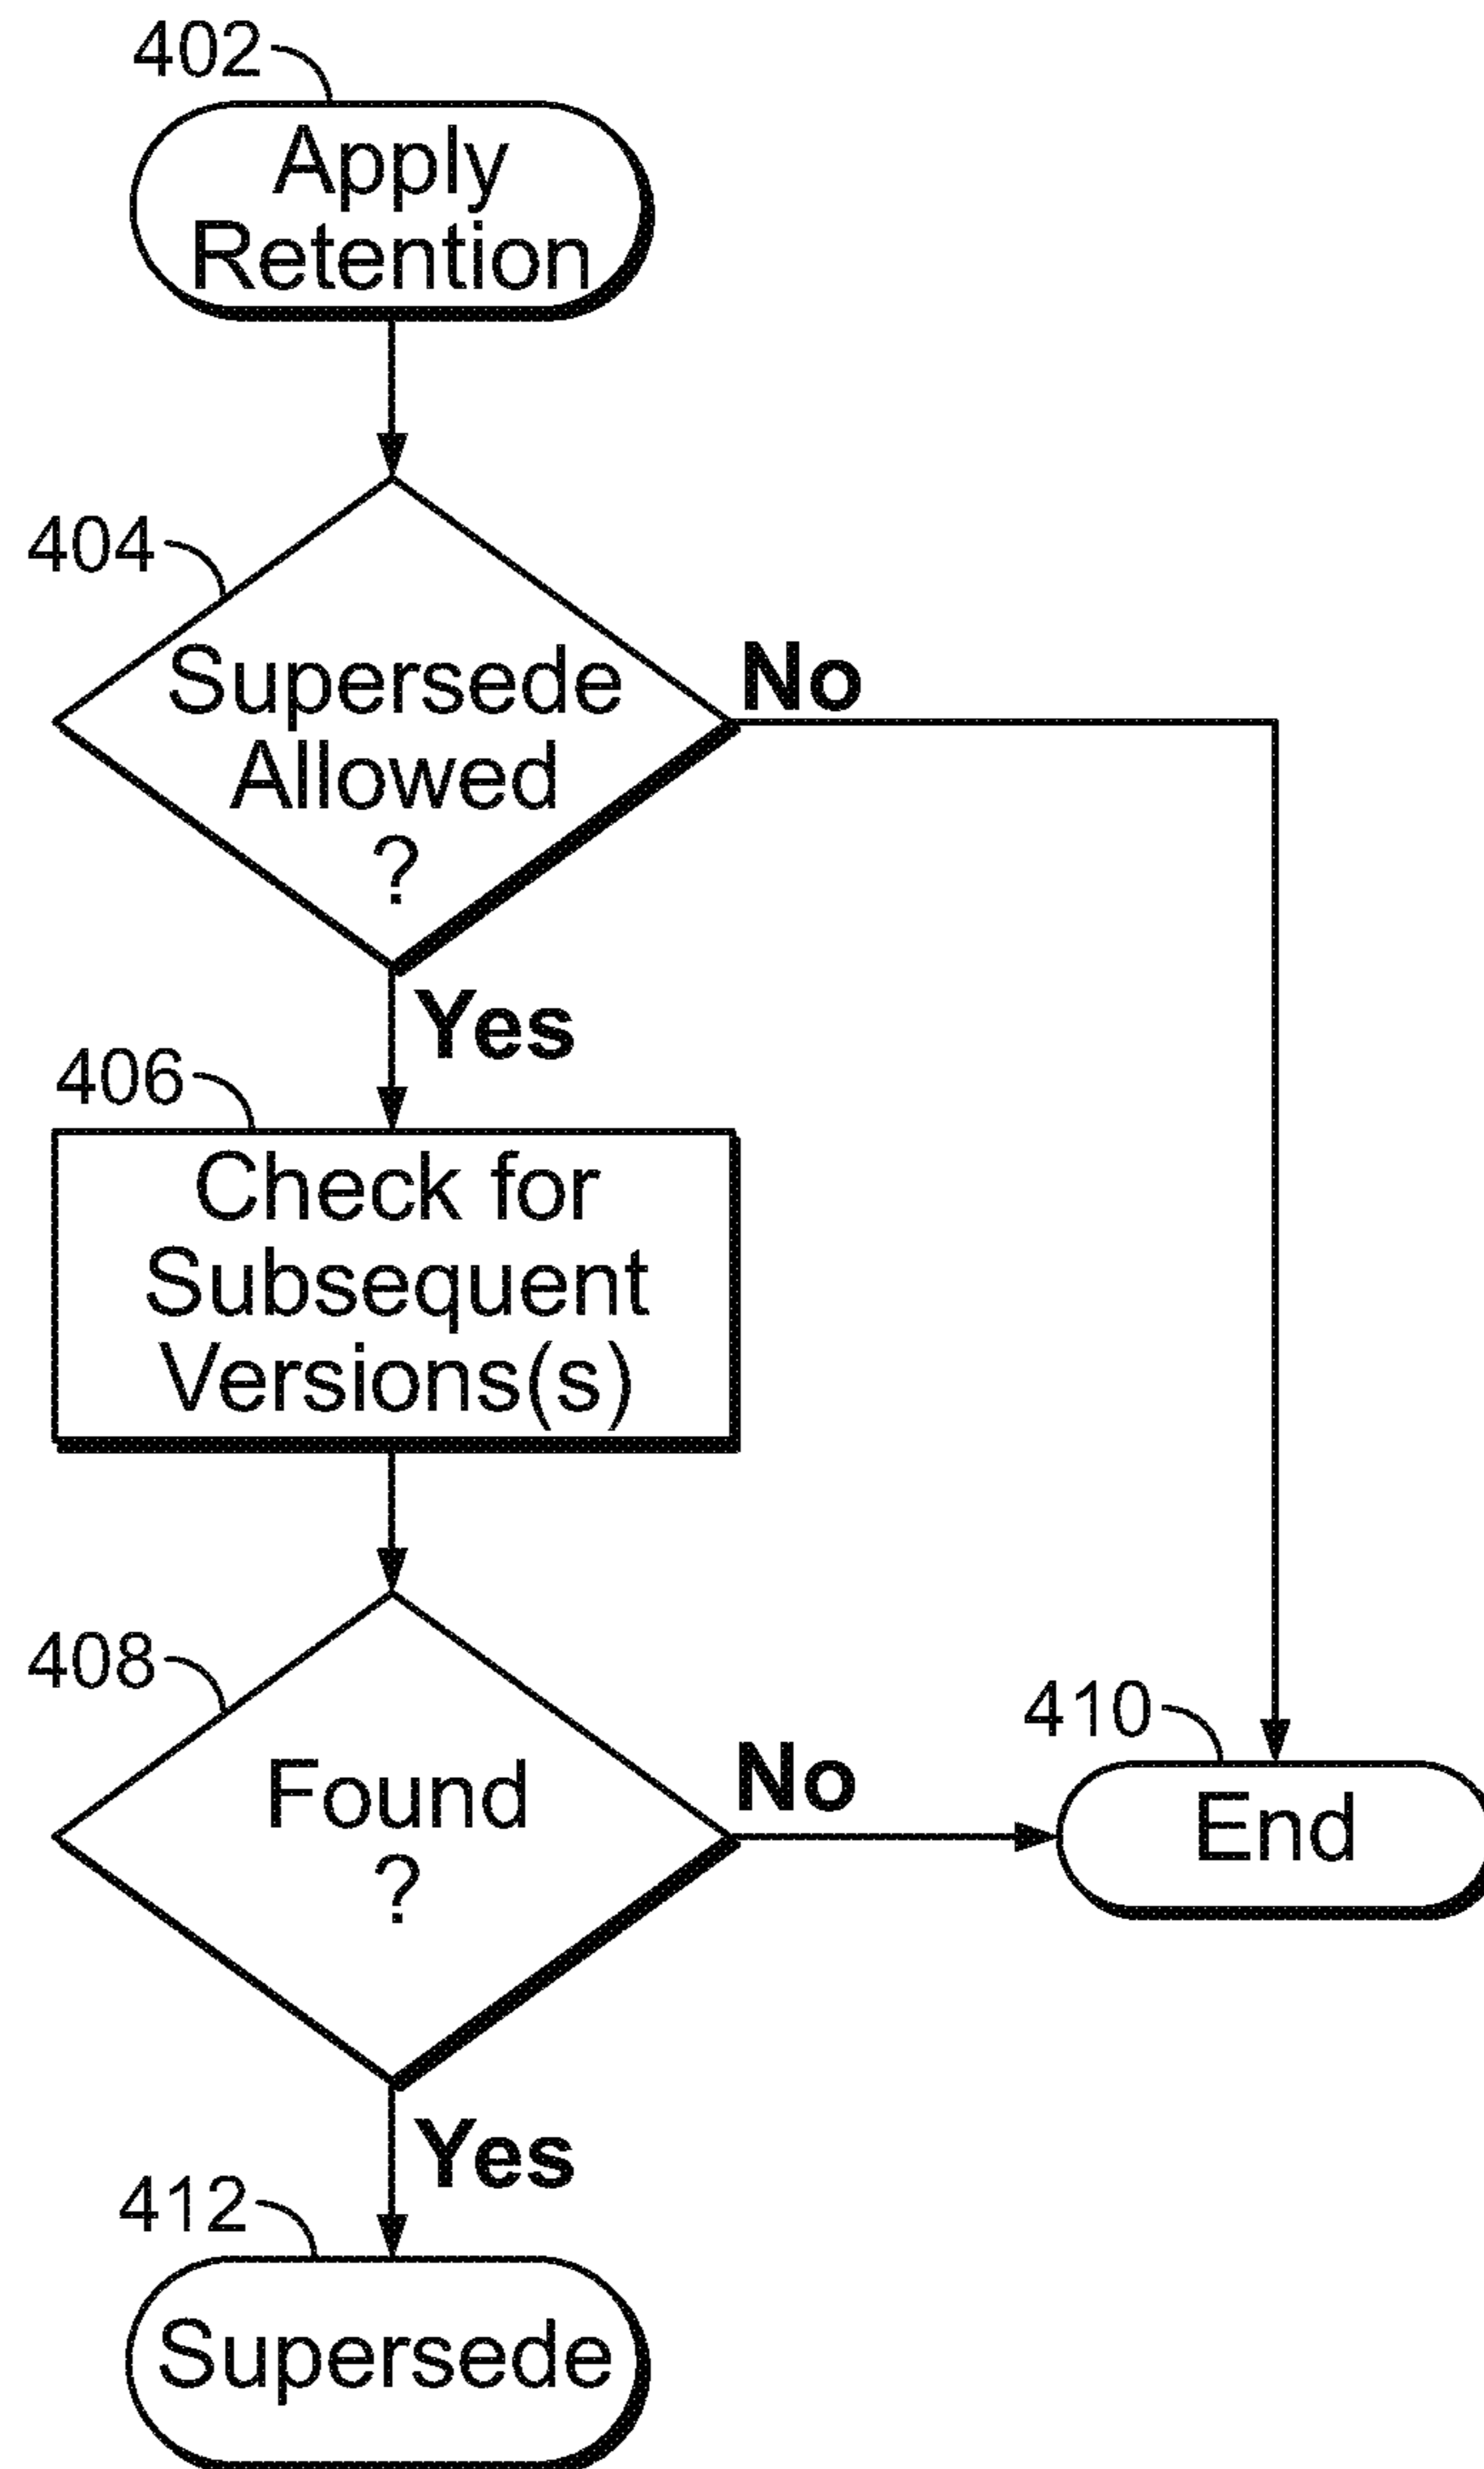 402
Apply
Retention
404
Supersede
Allowed
?
No
Yes
406
Check for
Subsequent
Versions(s)
408
Found
?
No
410
End
Yes
412
Supersede